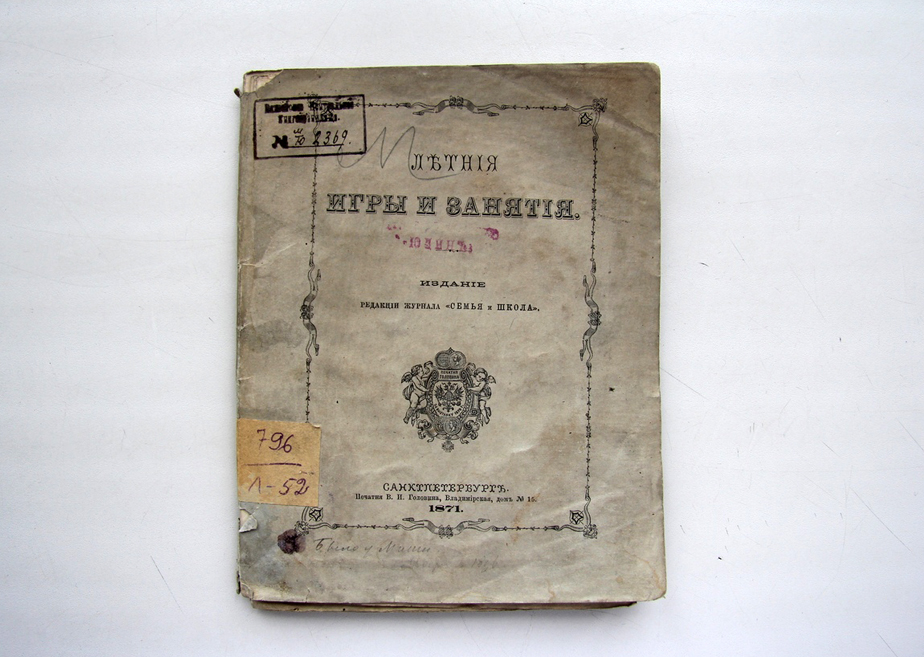 № 2369.
ЛѢТНІЯ
ИГРЫ И ЗАНЯТІЯ.
ИЗДАНІЕ
РЕДАКЦІИ ЖУРНАЛА «СЕМЬЯ и ШКОЛА».
796
Л-52
САНКТПЕТЕРБУРГЪ.
Печатня В. И. Головина, Владимірская, домъ № 15.
1871.